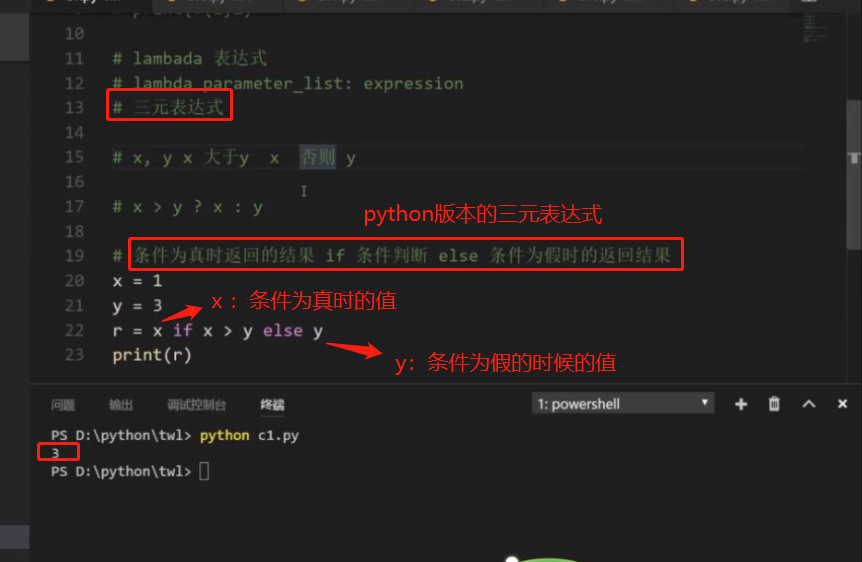 10
11 # lambada 表达式
12 # lambda parameter_list: expression
13 # 三元表达式
14
15 # x, y x 大于y x 否则 y
16
17 # x > y ? x : y
python版本的三元表达式
18
19 # 条件为真时返回的结果 if 条件判断 else 条件为假时的返回结果
20 x = 1
x ：条件为真时的值
21 y = 3
22 r = x if x > y else y
23 print(r)
y：条件为假的时候的值
问题 输出 调试控制台 终端 1: powershell
PS D:\python\twl> python c1.py
3
PS D:\python\twl>